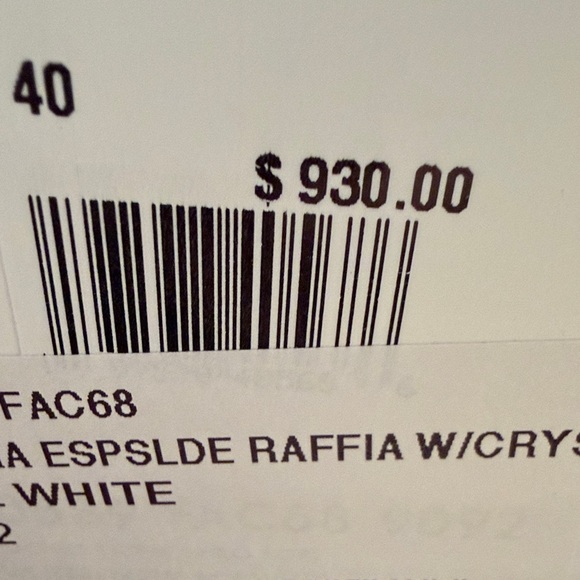 40
$ 930.00
FAC68
A ESPSLDE RAFFIA W/CRYS
WHITE
2